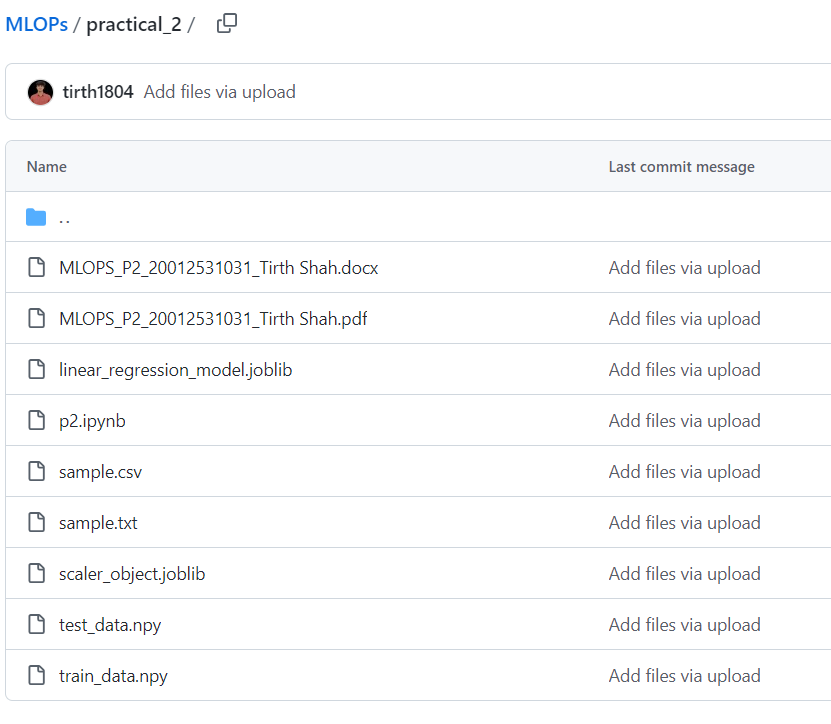 MLOPs / practical_2 /
tirth1804 Add files via upload
Name Last commit message
..
MLOPS_P2_20012531031_Tirth Shah.docx Add files via upload
MLOPS_P2_20012531031_Tirth Shah.pdf Add files via upload
linear_regression_model.joblib Add files via upload
p2.ipynb Add files via upload
sample.csv Add files via upload
sample.txt Add files via upload
scaler_object.joblib Add files via upload
test_data.npy Add files via upload
train_data.npy Add files via upload